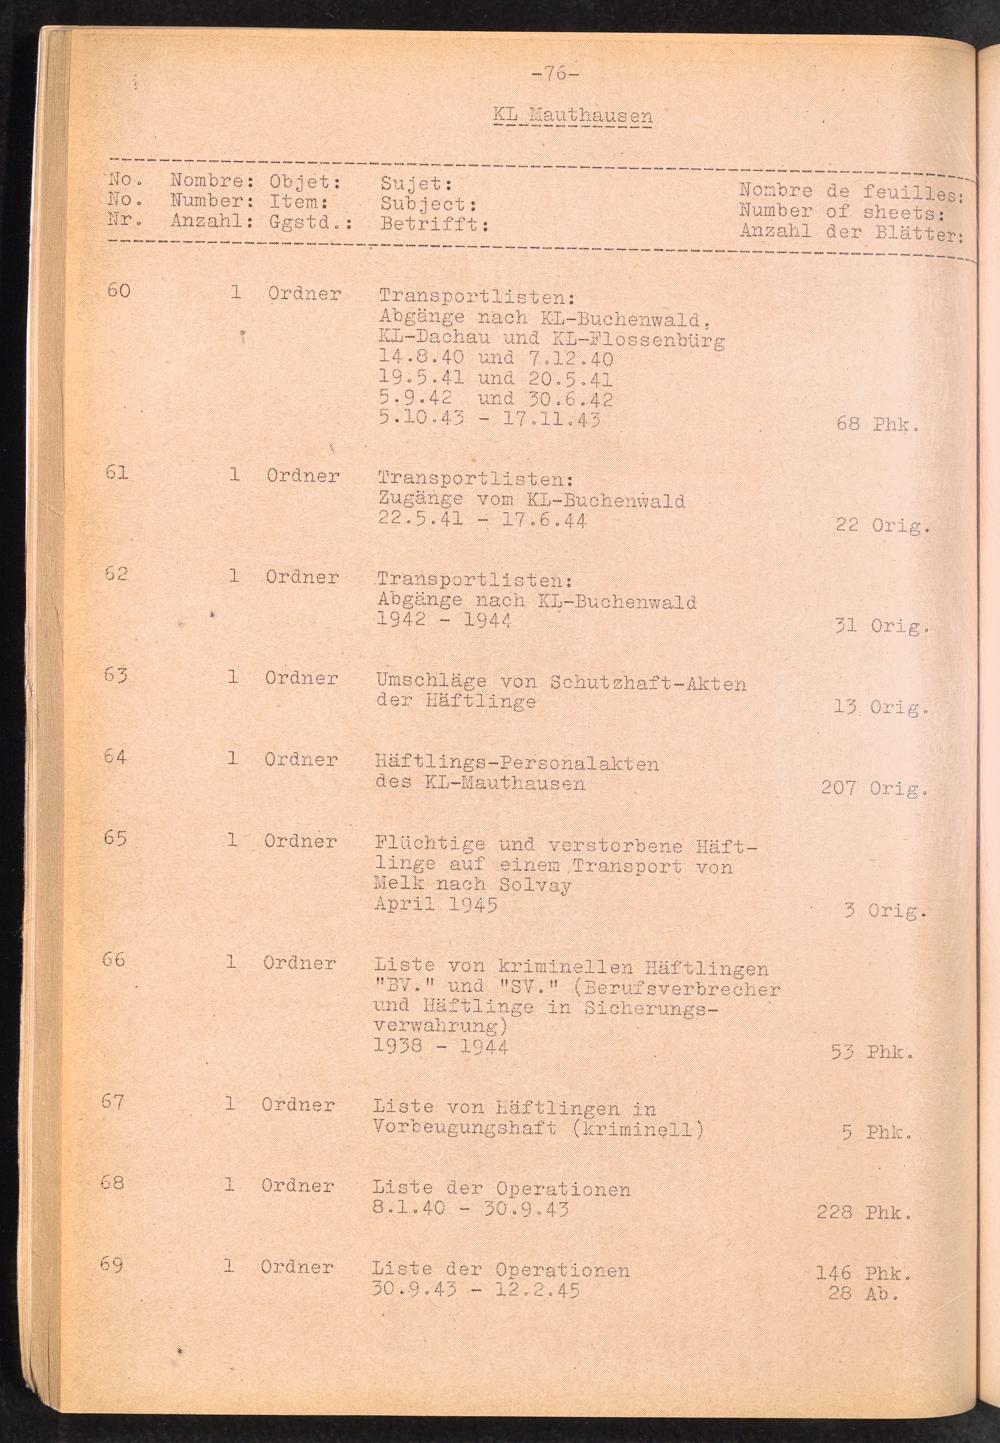 -76-
KL Mauthausen
No. Nombre: Objet: Sujet: Nombre de feuilles:
No. Number: Item: Subject: Number of sheets:
Nr. Anzahl: Ggstd.: Betrifft: Anzahl der Blätter:
60 1 Ordner Transportlisten:
Abgänge nach KL-Buchenwald,
KL-Dachau und KL-Flossenbürg
14.8.40 und 7.12.40
19.5.41 und 20.5.41
5.9.42 und 30.6.42
5.10.43 - 17.11.43 68 Phk.
61 1 Ordner Transportlisten:
Zugänge vom KL-Buchenwald
22.5.41 - 17.6.44 22 Orig.
62 1 Ordner Transportlisten:
Abgänge nach KL-Buchenwald
1942 - 1944 31 Orig.
63 1 Ordner Umschläge von Schutzhaft-Akten
der Häftlinge 13 Orig.
64 1 Ordner Häftlings-Personalakten
des KL-Mauthausen 207 Orig.
65 1 Ordner Flüchtige und verstorbene Häft-
linge auf einem Transport von
Melk nach Solvay
April 1945 3 Orig.
66 1 Ordner Liste von kriminellen Häftlingen
"BV." und "SV." (Berufsverbrecher
und Häftlinge in Sicherungs-
verwahrung)
1938 - 1944 53 Phk.
67 1 Ordner Liste von Häftlingen in
Vorbeugungshaft (kriminell) 5 Phk.
68 1 Ordner Liste der Operationen
8.1.40 - 30.9.43 228 Phk.
69 1 Ordner Liste der Operationen 146 Phk.
30.9.43 - 12.2.45 28 Ab.